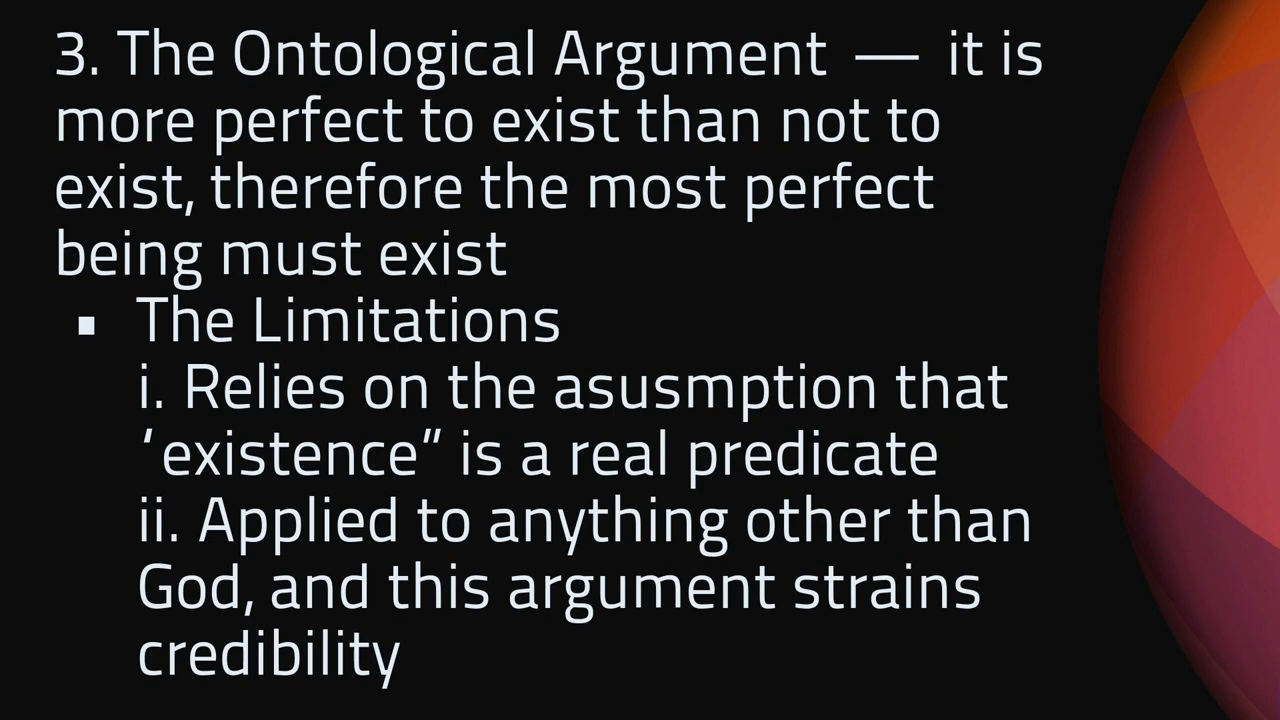 3. The Ontological Argument — it is
more perfect to exist than not to
exist, therefore the most perfect
being must exist
▪ The Limitations
i. Relies on the asusmption that
‘existence” is a real predicate
ii. Applied to anything other than
God, and this argument strains
credibility